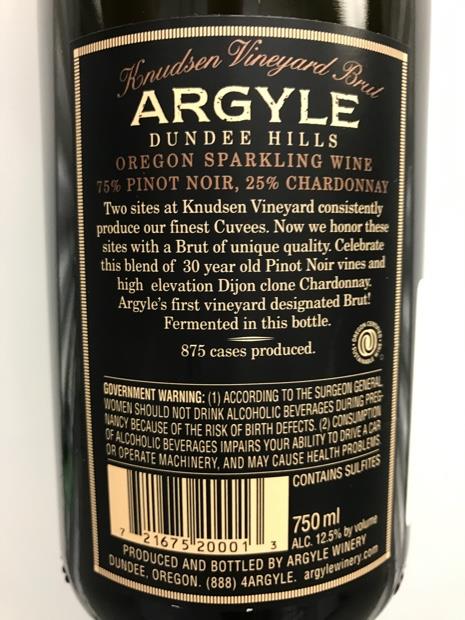 Knudsen Vineyard Brut
ARGYLE
DUNDEE HILLS
OREGON SPARKLING WINE
75% PINOT NOIR, 25% CHARDONNAY
Two sites at Knudsen Vineyard consistently
produce our finest Cuvees. Now we honor these
sites with a Brut of unique quality. Celebrate
this blend of 30 year old Pinot Noir vines and
high elevation Dijon clone Chardonnay.
Argyle's first vineyard designated Brut!
Fermented in this bottle.
875 cases produced.
GOVERNMENT WARNING: (1) ACCORDING TO THE SURGEON GENERAL
WOMEN SHOULD NOT DRINK ALCOHOLIC BEVERAGES DURING PREG-
NANCY BECAUSE OF THE RISK OF BIRTH DEFECTS. (2) CONSUMPTION
OF ALCOHOLIC BEVERAGES IMPAIRS YOUR ABILITY TO DRIVE A CAR
OR OPERATE MACHINERY, AND MAY CAUSE HEALTH PROBLEMS.
CONTAINS SULFITES
7 21675 20001 3
750 ml
ALC. 12.5% by volume
PRODUCED AND BOTTLED BY ARGYLE WINERY
DUNDEE, OREGON. (888) 4ARGYLE. argylewinery.com